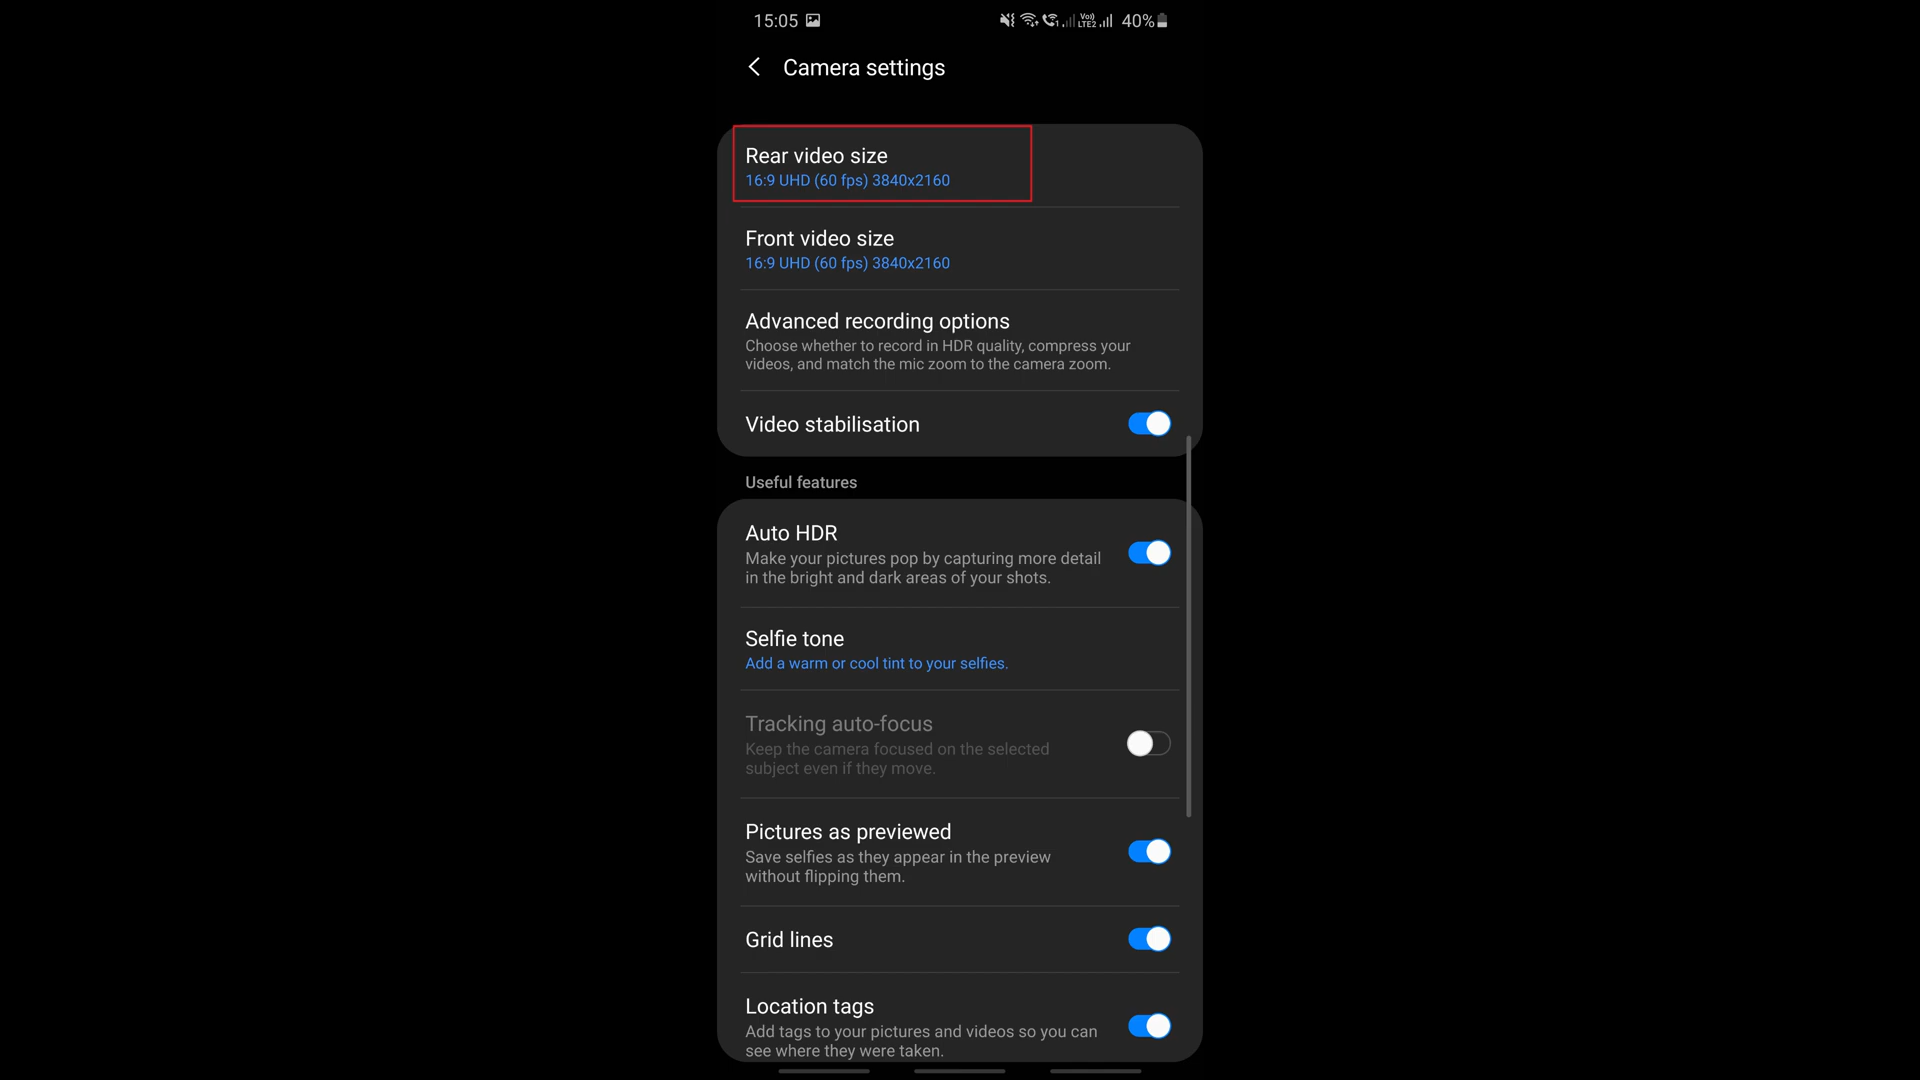 15:05
Vo)) LTE2 40%
Camera settings
Rear video size
16:9 UHD (60 fps) 3840x2160
Front video size
16:9 UHD (60 fps) 3840x2160
Advanced recording options
Choose whether to record in HDR quality, compress your
videos, and match the mic zoom to the camera zoom.
Video stabilisation
Useful features
Auto HDR
Make your pictures pop by capturing more detail
in the bright and dark areas of your shots.
Selfie tone
Add a warm or cool tint to your selfies.
Tracking auto-focus
Keep the camera focused on the selected
subject even if they move.
Pictures as previewed
Save selfies as they appear in the preview
without flipping them.
Grid lines
Location tags
Add tags to your pictures and videos so you can
see where they were taken.